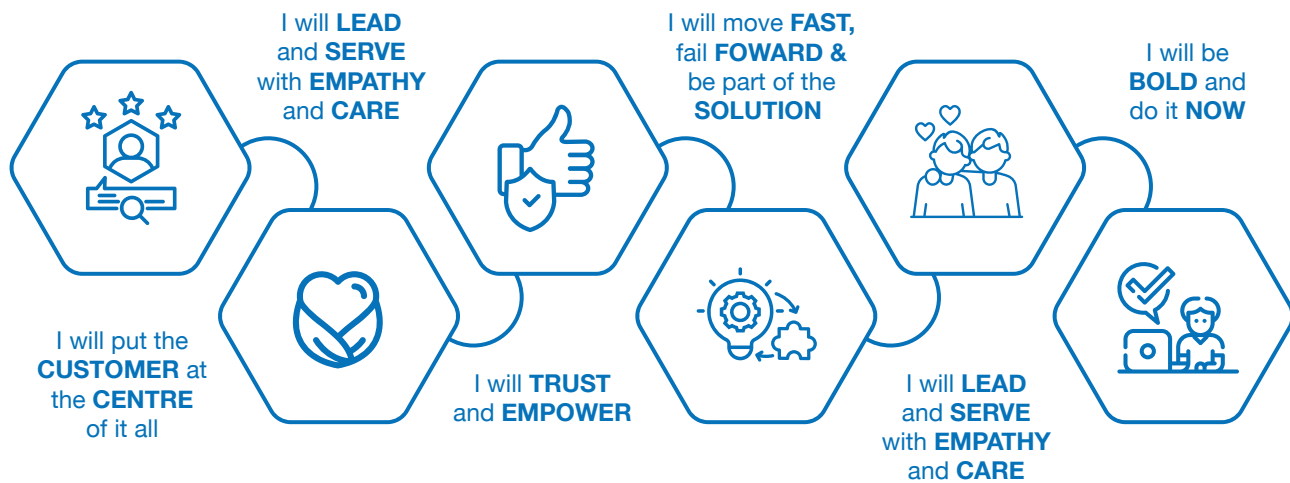 I will put the
CUSTOMER at
the CENTRE
of it all
I will LEAD
and SERVE
with EMPATHY
and CARE
I will TRUST
and EMPOWER
I will move FAST,
fail FOWARD &
be part of the
SOLUTION
I will LEAD
and SERVE
with EMPATHY
and CARE
I will be
BOLD and
do it NOW